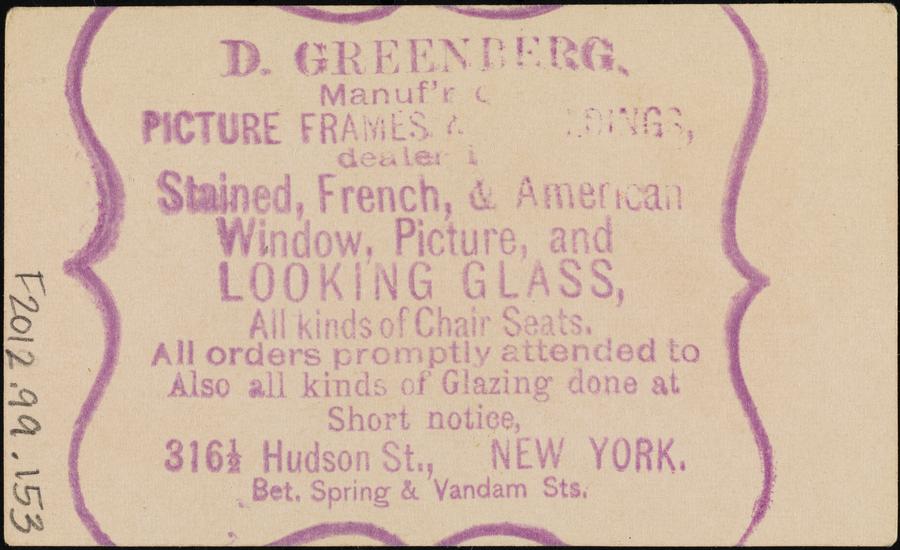 D. GREENBERG,
Manuf'r
PICTURE FRAMES &
dealer
Stained, French, & American
Window, Picture, and
LOOKING GLASS,
All kinds of Chair Seats.
All orders promptly attended to
Also all kinds of Glazing done at
Short notice,
316½ Hudson St., NEW YORK.
Bet. Spring & Vandam Sts.
F2012.99.153